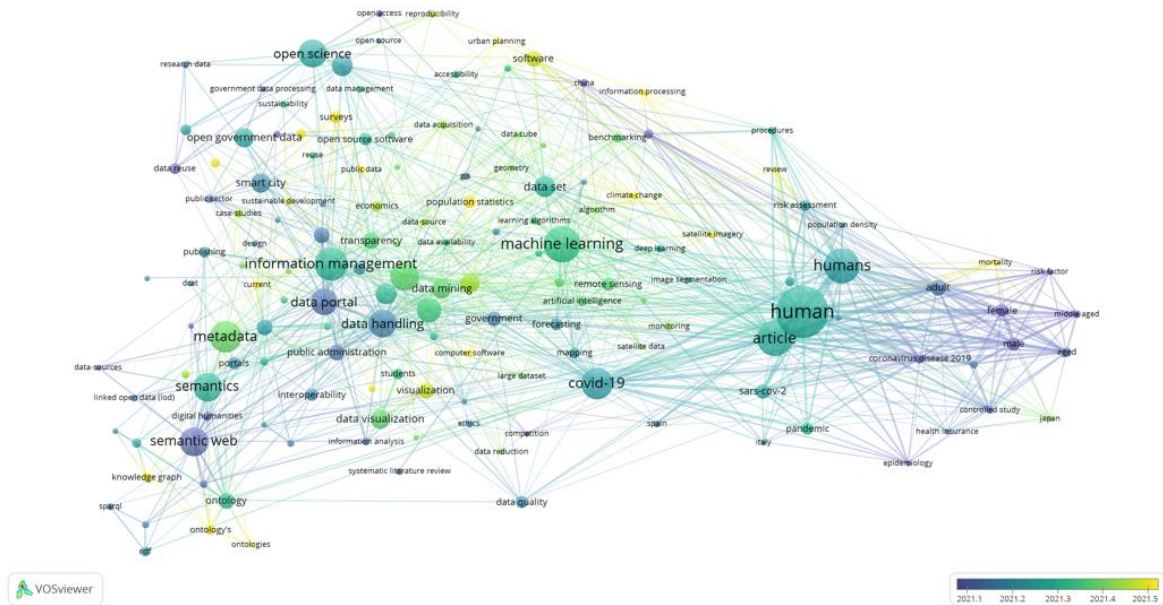 open access
reproducibility
open source
urban planning
open science
software
research data
accessibility
china
government data processing
data management
information processing
sustainability
surveys
data acquisition
data cube
benchmarking
procedures
open government data
open source software
reuse
geometry
review
data reuse
public data
gis
smart city
data set
climate change
public sector
sustainable development
economics
population statistics
algorithm
risk assessment
case-studies
data-source
learning algorithms
population density
satellite imagery
design
transparency
data availability
machine learning
deep learning
publishing
information management
humans
mortality
image segmentation
risk factor
dcat
current
data mining
remote sensing
adult
data portal
artificial intelligence
human
female
middle aged
data handling
government
forecasting
monitoring
metadata
article
male
public administration
computer software
mapping
satellite data
aged
portals
coronavirus disease 2019
data-sources
students
large dataset
covid-19
semantics
interoperability
visualization
sars-cov-2
linked open data (lod)
digital humanities
data visualization
ethics
spain
pandemic
controlled study
japan
health insurance
semantic web
information analysis
competition
italy
data reduction
systematic literature review
epidemiology
knowledge graph
ontology
data quality
sparql
ontology's
ontologies
rdf
VOSviewer
2021.1 2021.2 2021.3 2021.4 2021.5